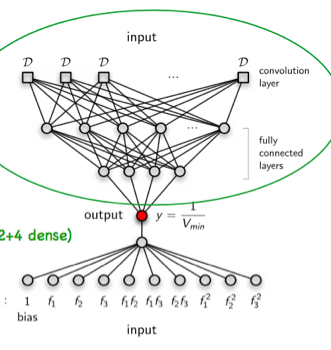 input
𝒟 𝒟 𝒟 ... 𝒟
convolution
layer
...
fully
connected
layers
output y = 1/V_min
2+4 dense)
: 1 f₁ f₂ f₃ f₁f₂ f₁f₃ f₂f₃ f₁² f₂² f₃²
bias
input